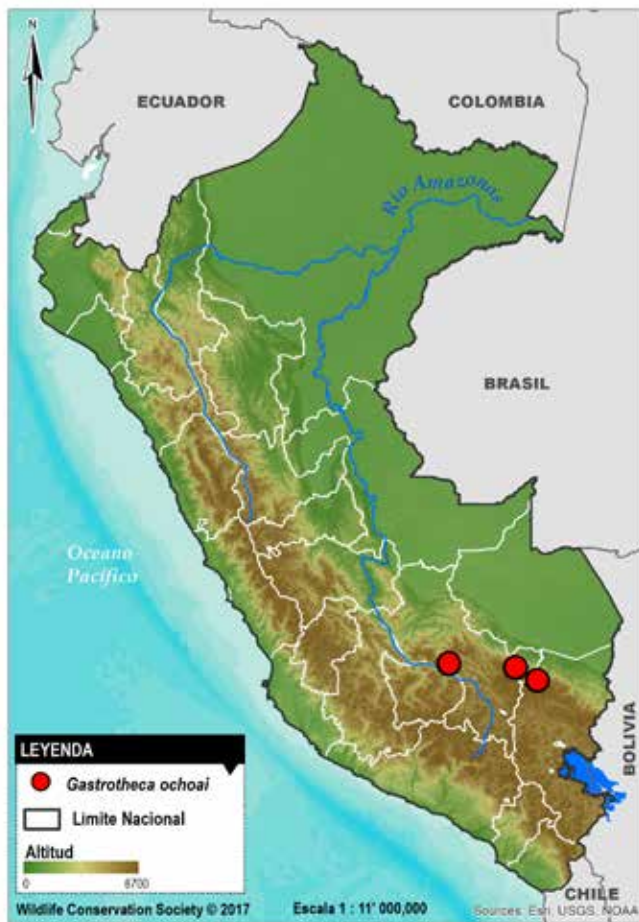 N
ECUADOR
COLOMBIA
Rio Amazonas
BRASIL
Oceano
Pacífico
BOLIVIA
LEYENDA
Gastrotheca ochoai
Limite Nacional
Altitud
0 6700
CHILE
Wildlife Conservation Society © 2017 Escala 1 : 11' 000,000 Sources: Esri, USGS, NOAA